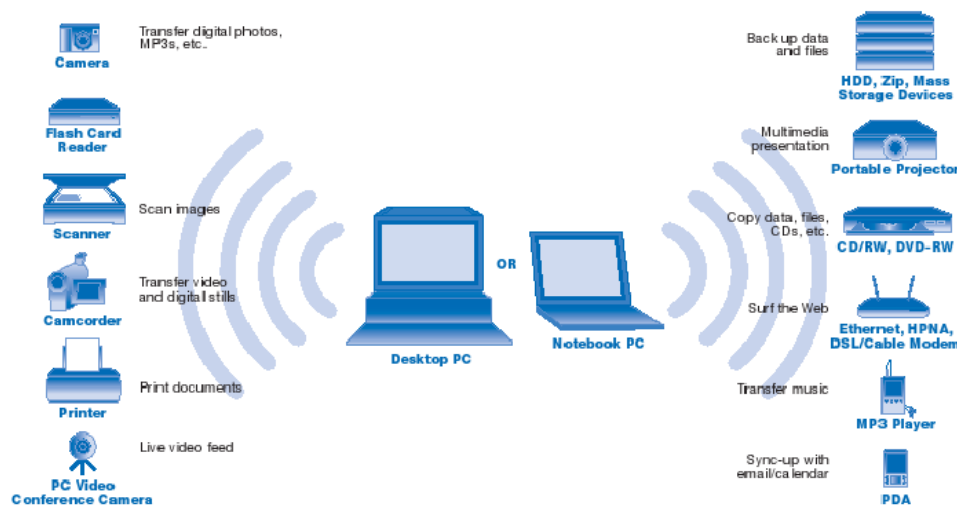 Transfer digital photos,
MP3s, etc.
Camera
Flash Card
Reader
Scan images
Scanner
Transfer video
and digital stills
Camcorder
Print documents
Printer
Live video feed
PC Video
Conference Camera
Desktop PC
OR
Notebook PC
Back up data
and files
HDD, Zip, Mass
Storage Devices
Multimedia
presentation
Portable Projector
Copy data, files,
CDs, etc.
CD/RW, DVD-RW
Surf the Web
Ethernet, HPNA,
DSL/Cable Modem
Transfer music
MP3 Player
Sync-up with
email/calendar
PDA